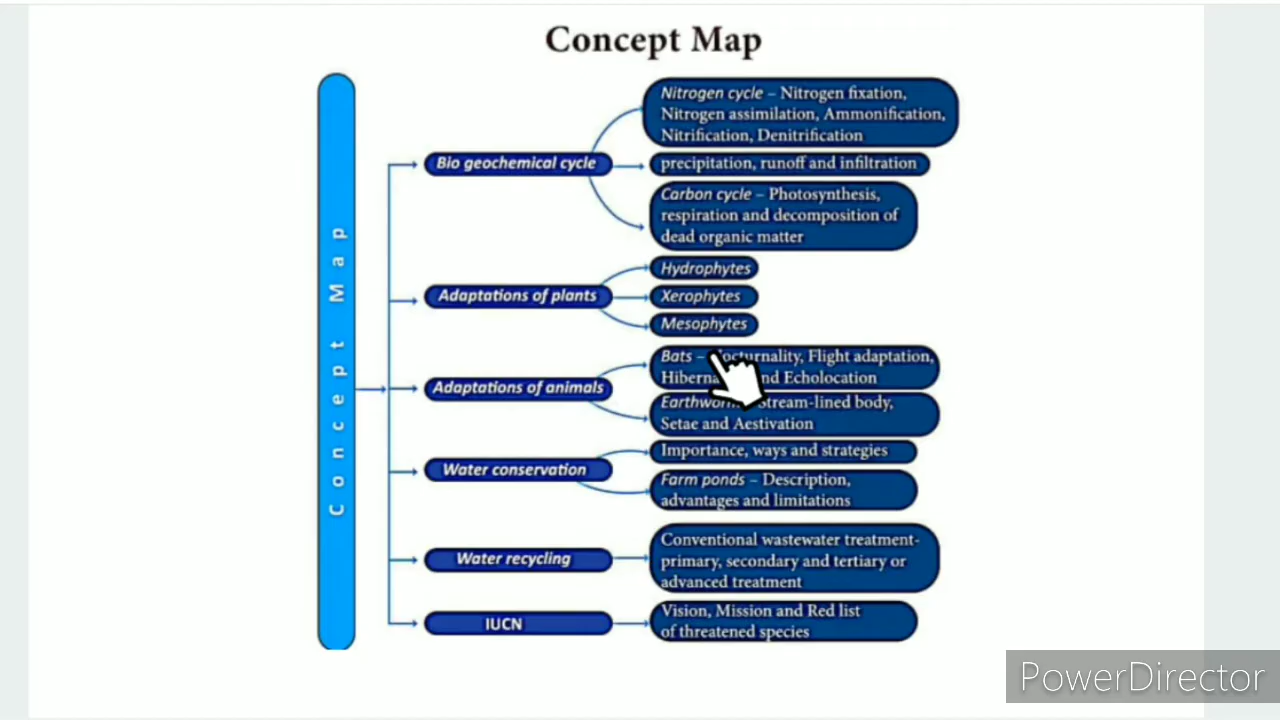 Concept Map
Concept Map
Bio geochemical cycle
Nitrogen cycle – Nitrogen fixation,
Nitrogen assimilation, Ammonification,
Nitrification, Denitrification
precipitation, runoff and infiltration
Carbon cycle – Photosynthesis,
respiration and decomposition of
dead organic matter
Adaptations of plants
Hydrophytes
Xerophytes
Mesophytes
Adaptations of animals
Bats – Flight adaptation,
and Echolocation
Stream-lined body,
Setae and Aestivation
Water conservation
Importance, ways and strategies
Farm ponds – Description,
advantages and limitations
Water recycling
Conventional wastewater treatment-
primary, secondary and tertiary or
advanced treatment
IUCN
Vision, Mission and Red list
of threatened species
PowerDirector